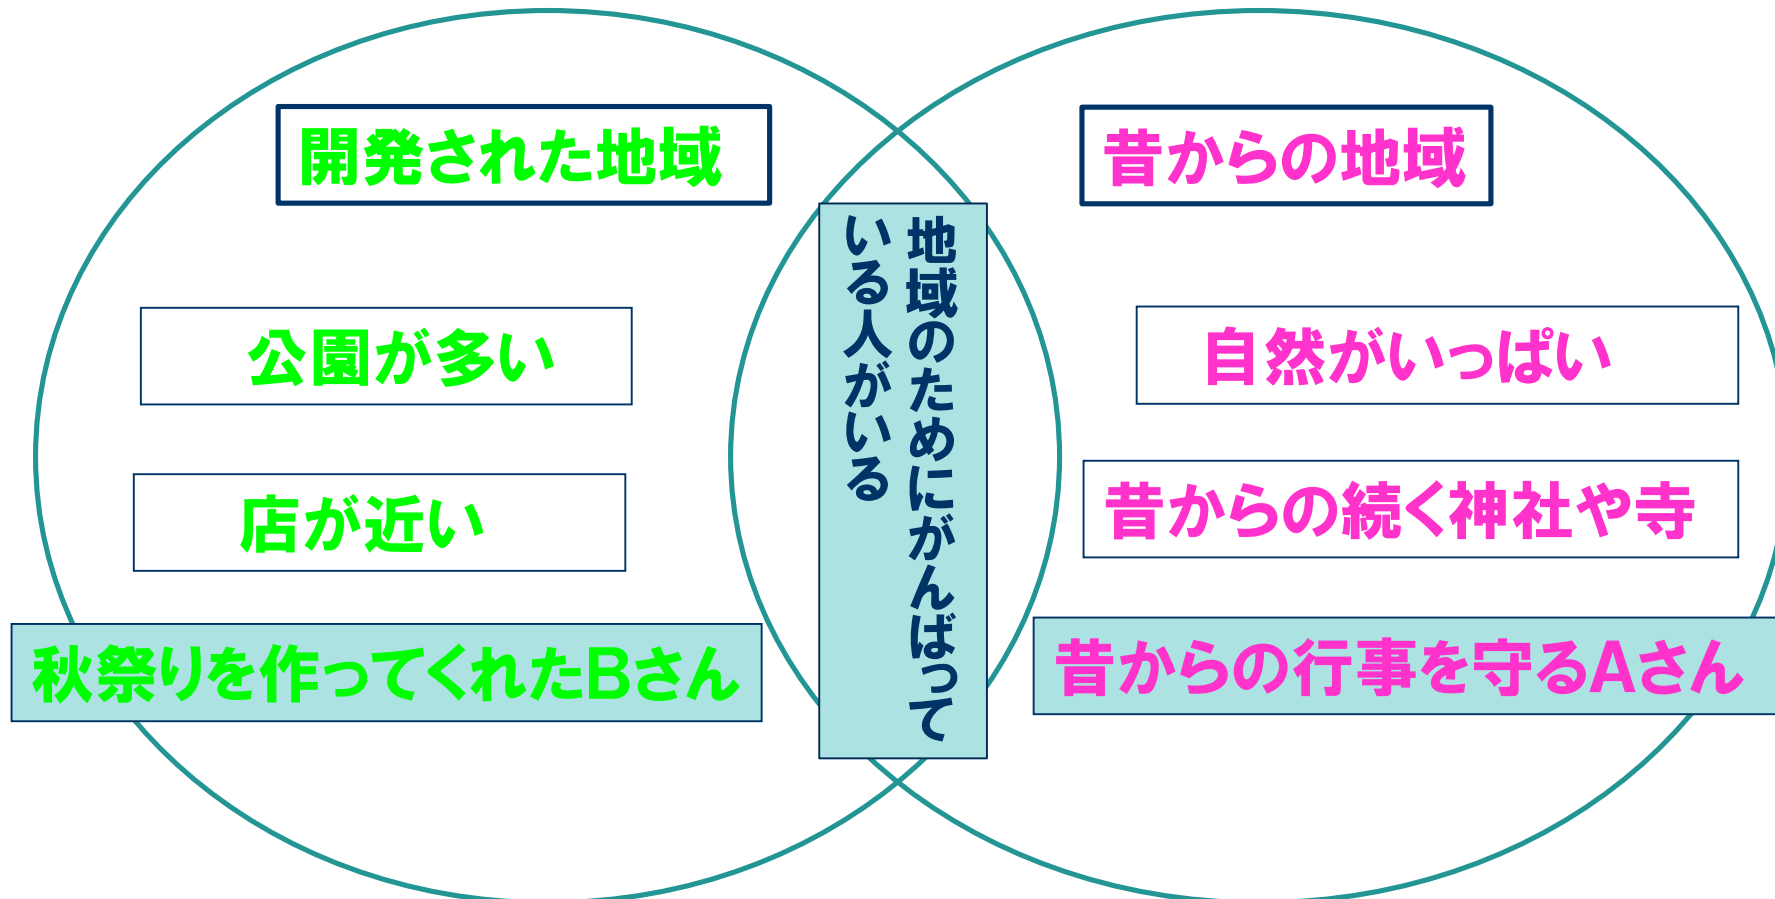 開発された地域
公園が多い
店が近い
秋祭りを作ってくれたBさん
地域のためにがんばって
いる人がいる
昔からの地域
自然がいっぱい
昔からの続く神社や寺
昔からの行事を守るAさん